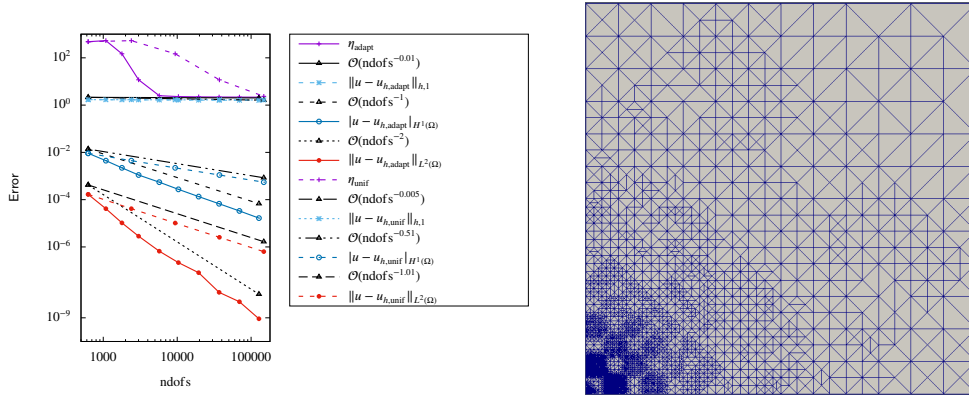 10^2
10^0
10^−2
10^−4
10^−6
10^−9
Error
1000 10000 100000
ndofs
η_adapt
𝒪(ndofs^−0.01)
‖u − u_h,adapt‖_h,1
𝒪(ndofs^−1)
|u − u_h,adapt|_H^1(Ω)
𝒪(ndofs^−2)
‖u − u_h,adapt‖_L^2(Ω)
η_unif
𝒪(ndofs^−0.005)
‖u − u_h,unif‖_h,1
𝒪(ndofs^−0.51)
|u − u_h,unif|_H^1(Ω)
𝒪(ndofs^−1.01)
‖u − u_h,unif‖_L^2(Ω)